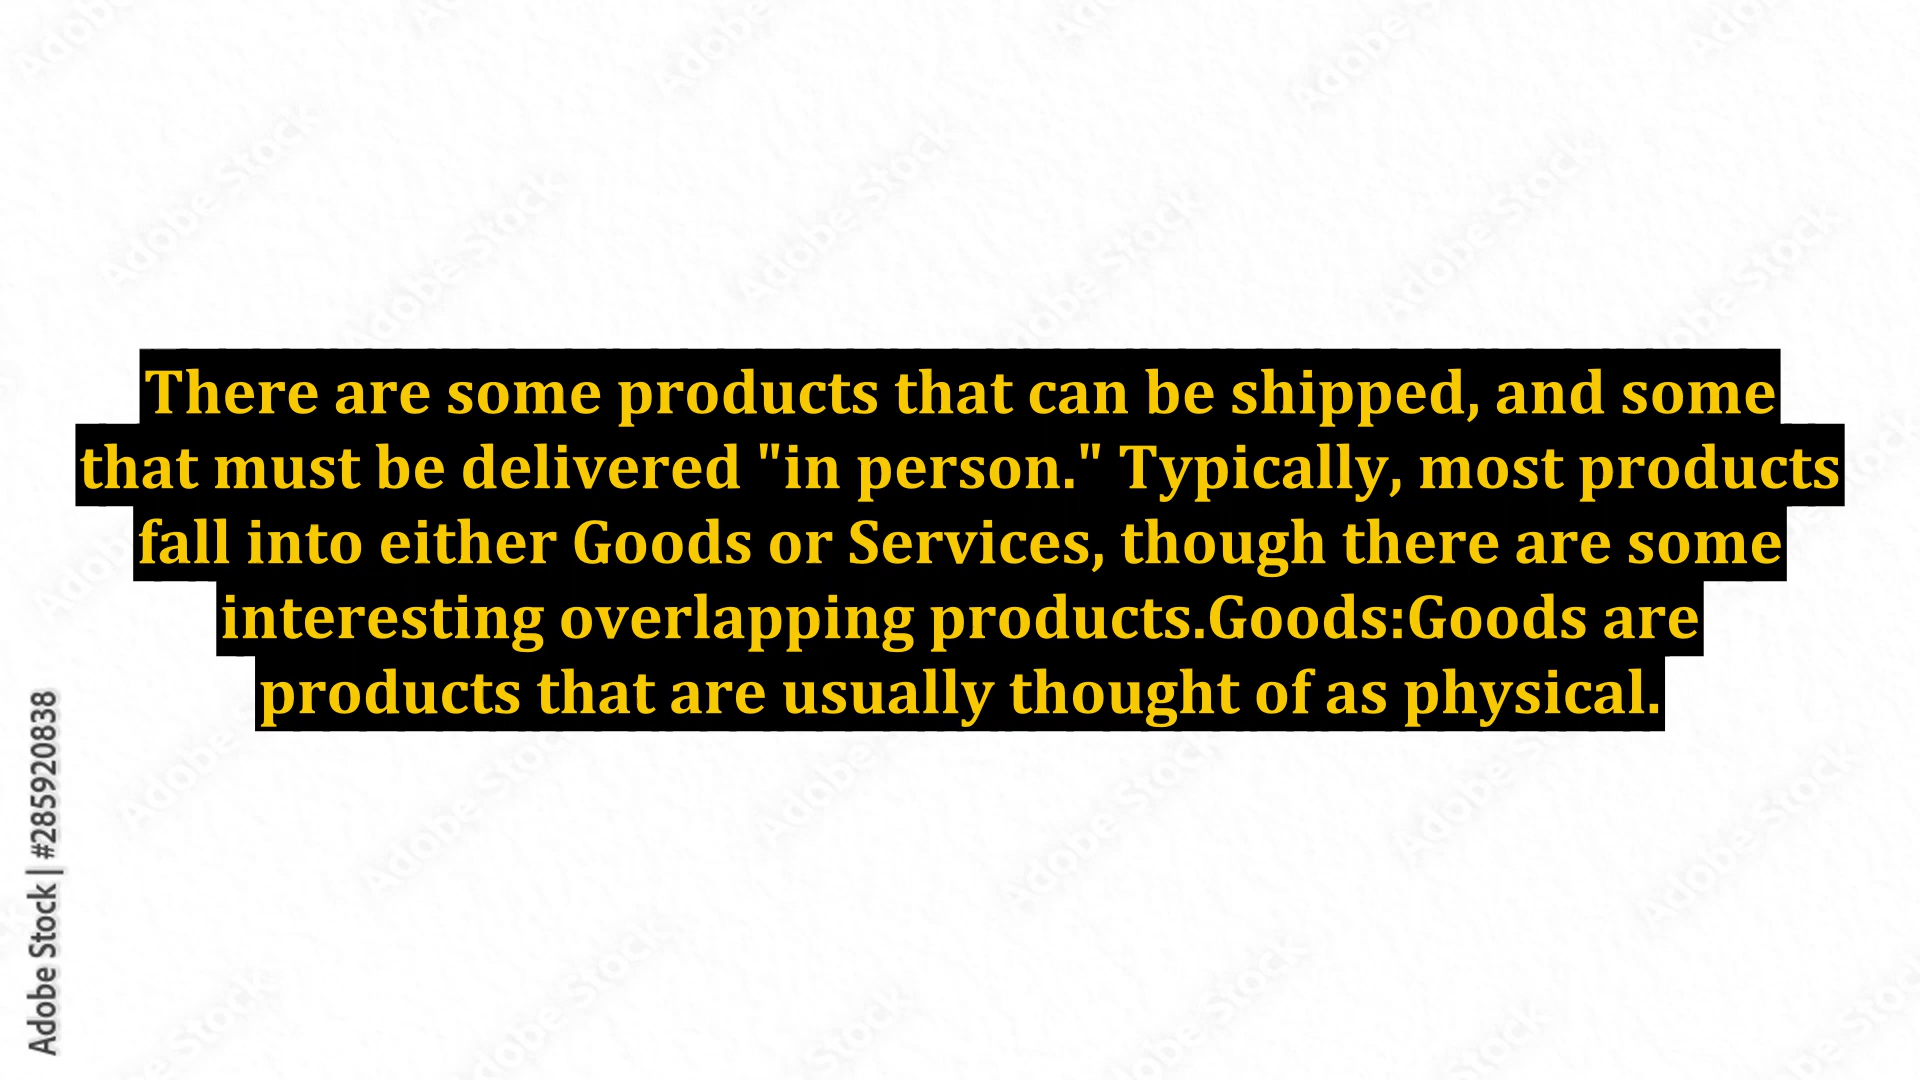 There are some products that can be shipped, and some
that must be delivered "in person." Typically, most products
fall into either Goods or Services, though there are some
interesting overlapping products.Goods:Goods are
products that are usually thought of as physical.
Adobe Stock | #285920838